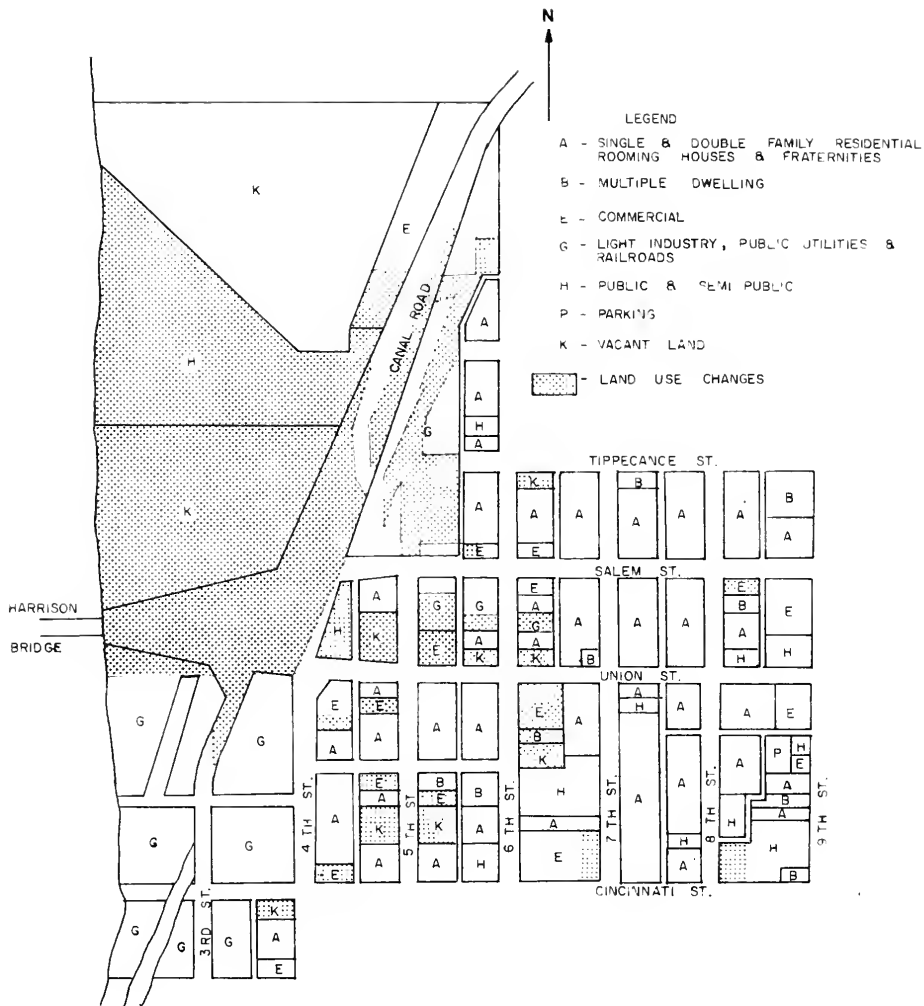 N
LEGEND
A - SINGLE & DOUBLE FAMILY RESIDENTIAL
ROOMING HOUSES & FRATERNITIES
B - MULTIPLE DWELLING
E - COMMERCIAL
G - LIGHT INDUSTRY, PUBLIC UTILITIES &
RAILROADS
H - PUBLIC & SEMI PUBLIC
P - PARKING
K - VACANT LAND
- LAND USE CHANGES
K
E
CANAL ROAD
A
H
A
G
H
A
TIPPECANCE ST.
K
A
E
K
A
E
A
B
A
A
A
B
A
SALEM ST.
HARRISON
BRIDGE
H
A
K
G
E
G
A
K
E
A
G
A
K
A
B
A
A
E
B
A
H
E
H
UNION ST.
G
G
E
A
A
E
A
A
A
E
B
K
A
A
H
A
A
E
G
G
4 TH ST.
A
E
E
A
K
A
5 TH ST
B
E
K
A
B
A
H
6 TH ST.
H
A
E
7 TH ST.
A
A
H
A
8 TH ST.
A
H
P
H
E
A
B
A
H
B
9 TH ST.
CINCINNATI ST.
G
G
3RD ST.
G
K
A
E